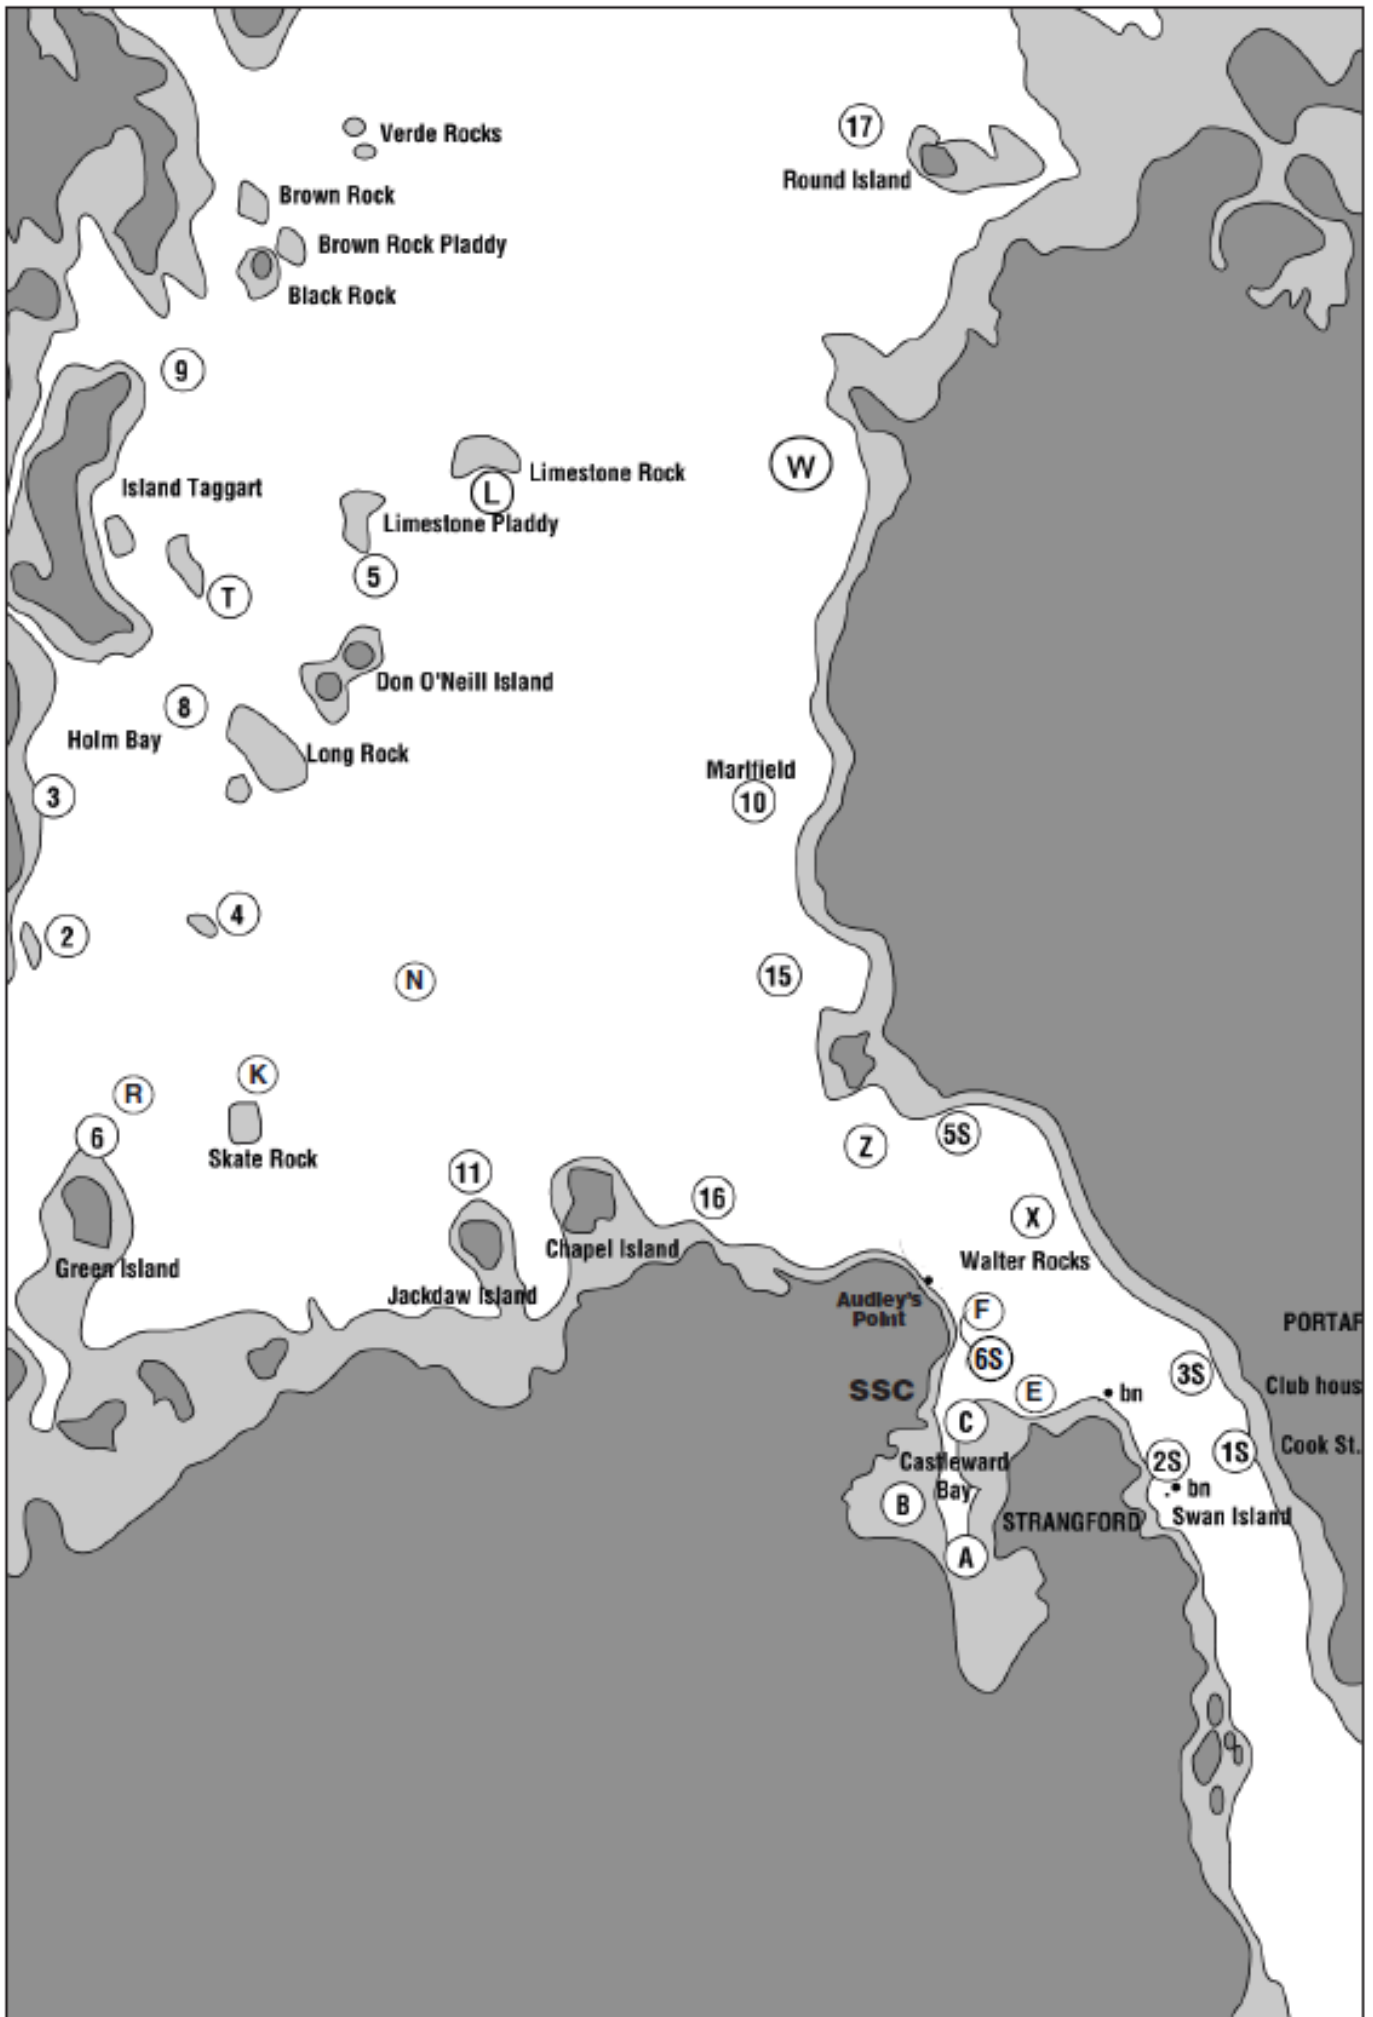 17
Verde Rocks
Round Island
Brown Rock
Brown Rock Pladdy
Black Rock
9
W
Limestone Rock
Island Taggart
L
Limestone Pladdy
5
T
Don O'Neill Island
8
Holm Bay
Long Rock
Marlfield
3
10
4
2
15
N
K
R
6
5S
Z
Skate Rock
11
16
X
Chapel Island
Walter Rocks
Green Island
Jackdaw Island
Audley's
Point
F
PORTAF
6S
3S
SSC
E
bn
Club hous
C
Cook St.
1S
2S
Castleward
Bay
bn
B
STRANGFORD
Swan Island
A